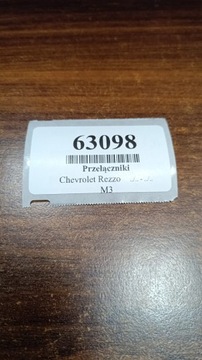 63098
Przełączniki
Chevrolet Rezzo
M3